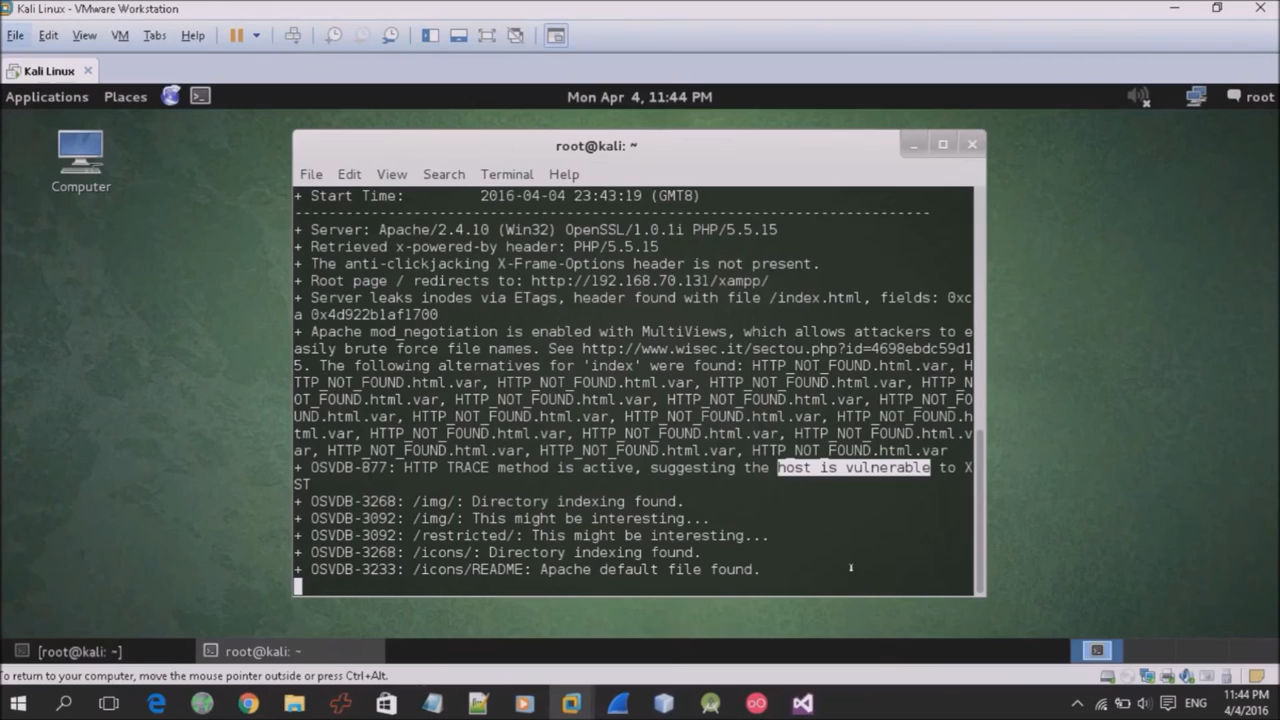 Kali Linux - VMware Workstation
File Edit View VM Tabs Help
Kali Linux
Applications Places Mon Apr 4, 11:44 PM root
Computer
root@kali: ~
File Edit View Search Terminal Help
+ Start Time: 2016-04-04 23:43:19 (GMT8)
---------------------------------------------------------------------------
+ Server: Apache/2.4.10 (Win32) OpenSSL/1.0.1i PHP/5.5.15
+ Retrieved x-powered-by header: PHP/5.5.15
+ The anti-clickjacking X-Frame-Options header is not present.
+ Root page / redirects to: http://192.168.70.131/xampp/
+ Server leaks inodes via ETags, header found with file /index.html, fields: 0xc
a 0x4d922b1af1700
+ Apache mod_negotiation is enabled with MultiViews, which allows attackers to e
asily brute force file names. See http://www.wisec.it/sectou.php?id=4698ebdc59d1
5. The following alternatives for 'index' were found: HTTP_NOT_FOUND.html.var, H
TTP_NOT_FOUND.html.var, HTTP_NOT_FOUND.html.var, HTTP_NOT_FOUND.html.var, HTTP_N
OT_FOUND.html.var, HTTP_NOT_FOUND.html.var, HTTP_NOT_FOUND.html.var, HTTP_NOT_FO
UND.html.var, HTTP_NOT_FOUND.html.var, HTTP_NOT_FOUND.html.var, HTTP_NOT_FOUND.h
tml.var, HTTP_NOT_FOUND.html.var, HTTP_NOT_FOUND.html.var, HTTP_NOT_FOUND.html.v
ar, HTTP_NOT_FOUND.html.var, HTTP_NOT_FOUND.html.var, HTTP_NOT_FOUND.html.var
+ OSVDB-877: HTTP TRACE method is active, suggesting the host is vulnerable to X
ST
+ OSVDB-3268: /img/: Directory indexing found.
+ OSVDB-3092: /img/: This might be interesting...
+ OSVDB-3092: /restricted/: This might be interesting...
+ OSVDB-3268: /icons/: Directory indexing found.
+ OSVDB-3233: /icons/README: Apache default file found.
[root@kali: ~] root@kali: ~
To return to your computer, move the mouse pointer outside or press Ctrl+Alt.
ENG
11:44 PM
4/4/2016